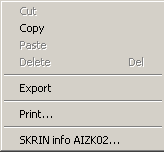 Cut
Copy
Paste
Delete Del
Export
Print...
SKRIN info AIZK02...